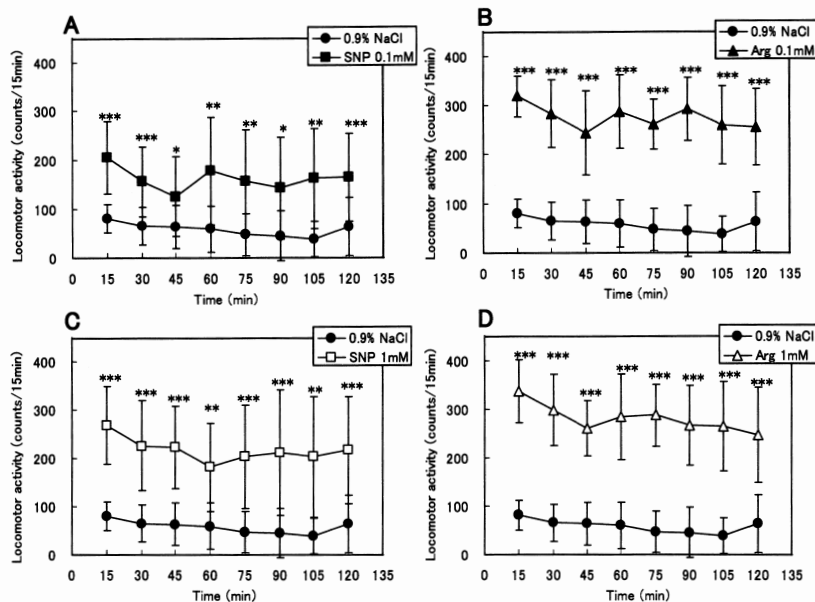 A
0.9% NaCl
SNP 0.1mM
Locomotor activity (counts/15min)
400
300
200
100
0
*** *** * ** ** * ** ***
0 15 30 45 60 75 90 105 120 135
Time (min)
B
0.9% NaCl
Arg 0.1mM
Locomotor activity (counts/15min)
400
300
200
100
0
*** *** *** *** *** *** *** ***
0 15 30 45 60 75 90 105 120 135
Time (min)
C
0.9% NaCl
SNP 1mM
Locomotor activity (counts/15min)
400
300
200
100
0
*** *** *** ** *** *** ** ***
0 15 30 45 60 75 90 105 120 135
Time (min)
D
0.9% NaCl
Arg 1mM
Locomotor activity (counts/15min)
400
300
200
100
0
*** *** *** *** *** *** *** ***
0 15 30 45 60 75 90 105 120 135
Time (min)